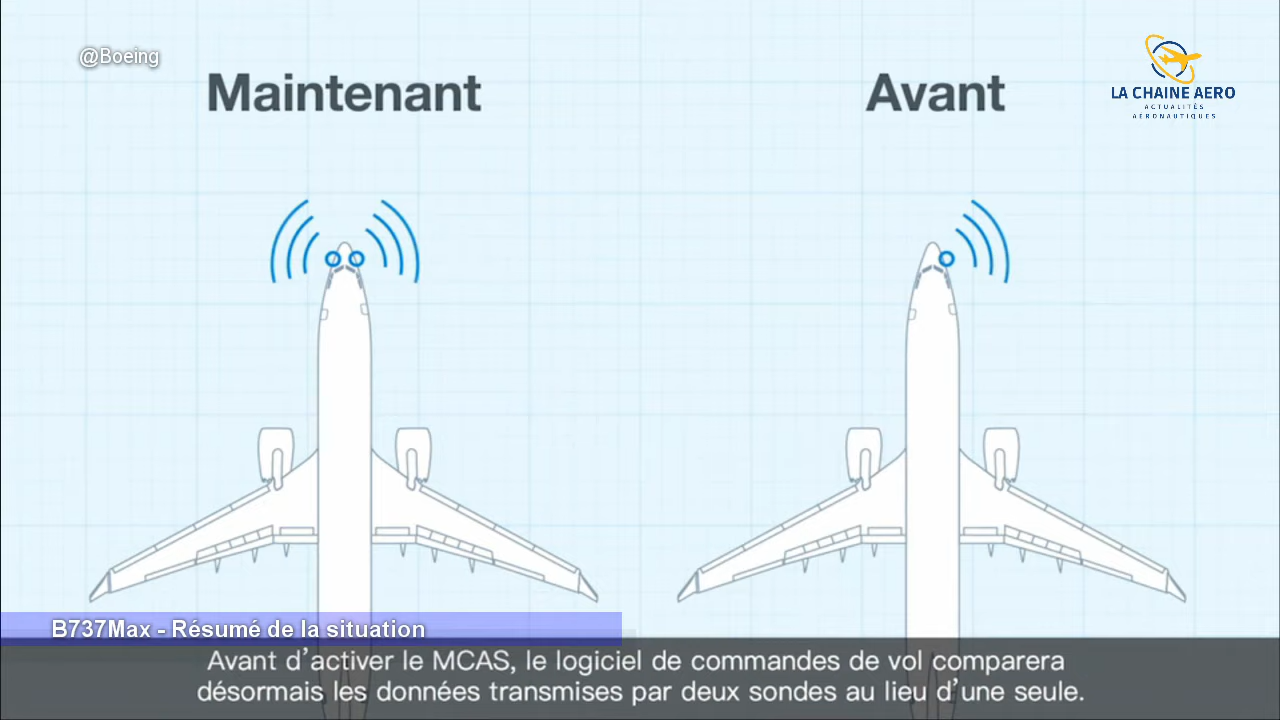 @Boeing
Maintenant
Avant
LA CHAINE AERO
ACTUALITÉS
AERONAUTIQUES
B737Max - Résumé de la situation
Avant d'activer le MCAS, le logiciel de commandes de vol comparera
désormais les données transmises par deux sondes au lieu d'une seule.